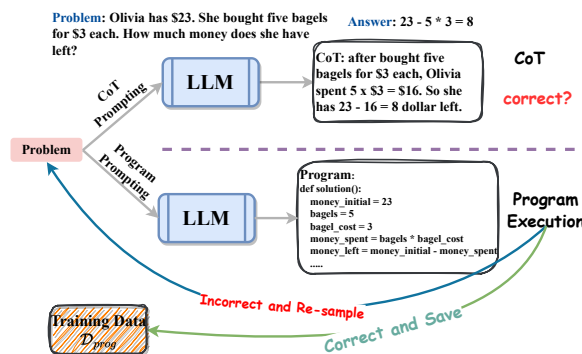 Problem: Olivia has $23. She bought five bagels
for $3 each. How much money does she have
left?
Answer: 23 - 5 * 3 = 8
CoT
Prompting
LLM
CoT: after bought five
bagels for $3 each, Olivia
spent 5 x $3 = $16. So she
has 23 - 16 = 8 dollar left.
CoT
correct?
Problem
Program
Prompting
LLM
Program:
def solution():
money_initial = 23
bagels = 5
bagel_cost = 3
money_spent = bagels * bagel_cost
money_left = money_initial - money_spent
.....
Program
Execution
Incorrect and Re-sample
Correct and Save
Training Data
𝒟prog